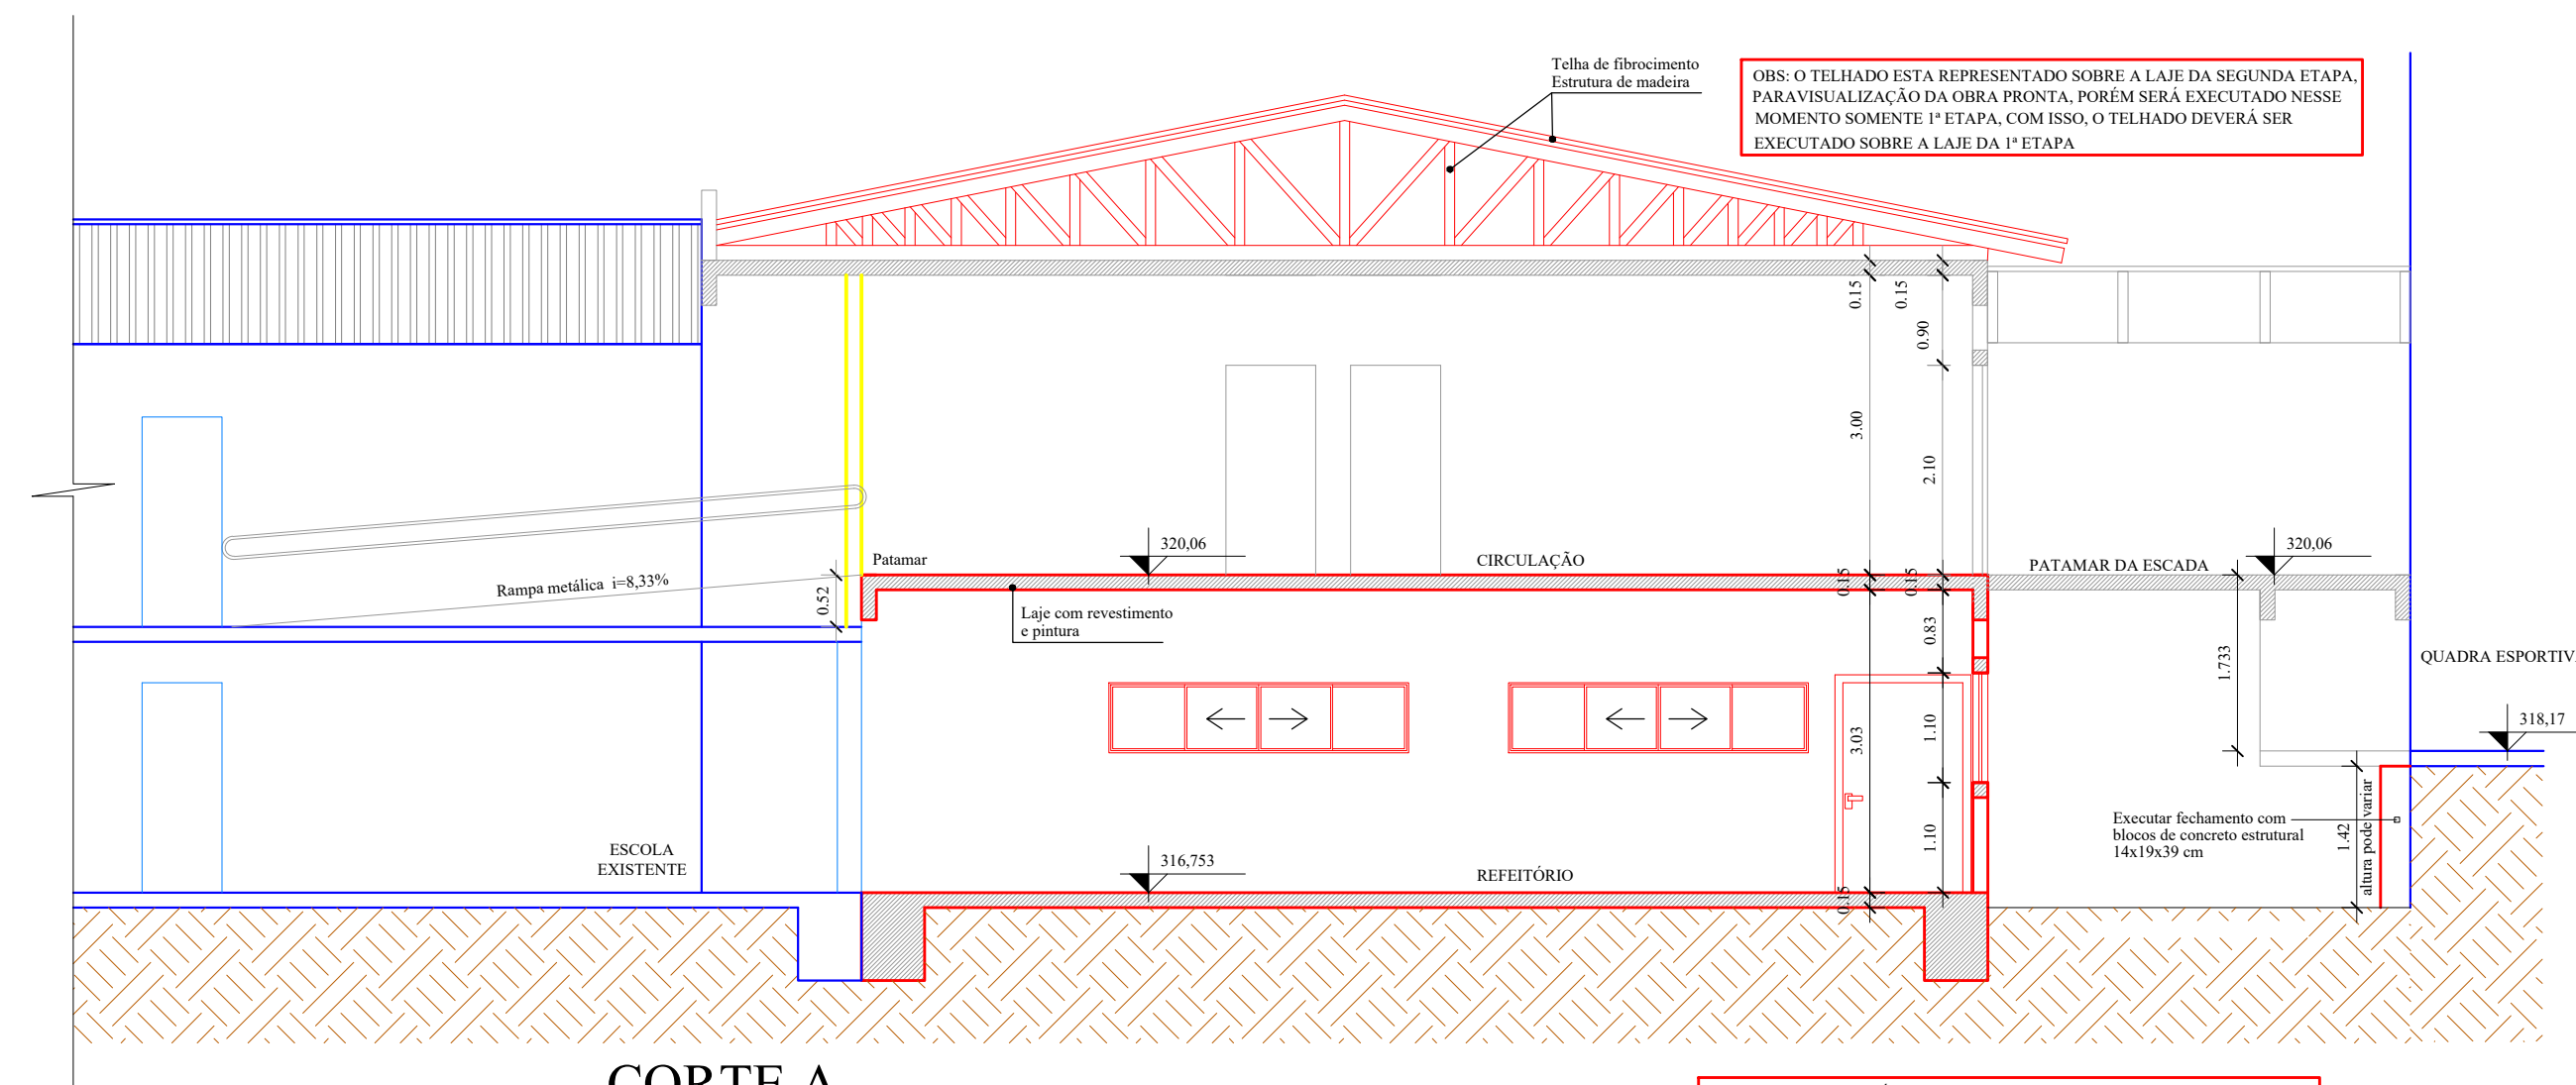 Telha de fibrocimento
Estrutura de madeira
OBS: O TELHADO ESTA REPRESENTADO SOBRE A LAJE DA SEGUNDA ETAPA,
PARAVISUALIZAÇÃO DA OBRA PRONTA, PORÉM SERÁ EXECUTADO NESSE
MOMENTO SOMENTE 1ª ETAPA, COM ISSO, O TELHADO DEVERÁ SER
EXECUTADO SOBRE A LAJE DA 1ª ETAPA
0.15
0.15
0.90
3.00
2.10
Patamar
320,06
CIRCULAÇÃO
PATAMAR DA ESCADA
320,06
Rampa metálica i=8,33%
0.52
Laje com revestimento
e pintura
0.15
0.15
0.83
1.733
QUADRA ESPORTIVA
318,17
3.03
1.10
1.10
Executar fechamento com
blocos de concreto estrutural
14x19x39 cm
1.42
altura pode variar
ESCOLA
EXISTENTE
316,753
REFEITÓRIO
0.15
CORTE A